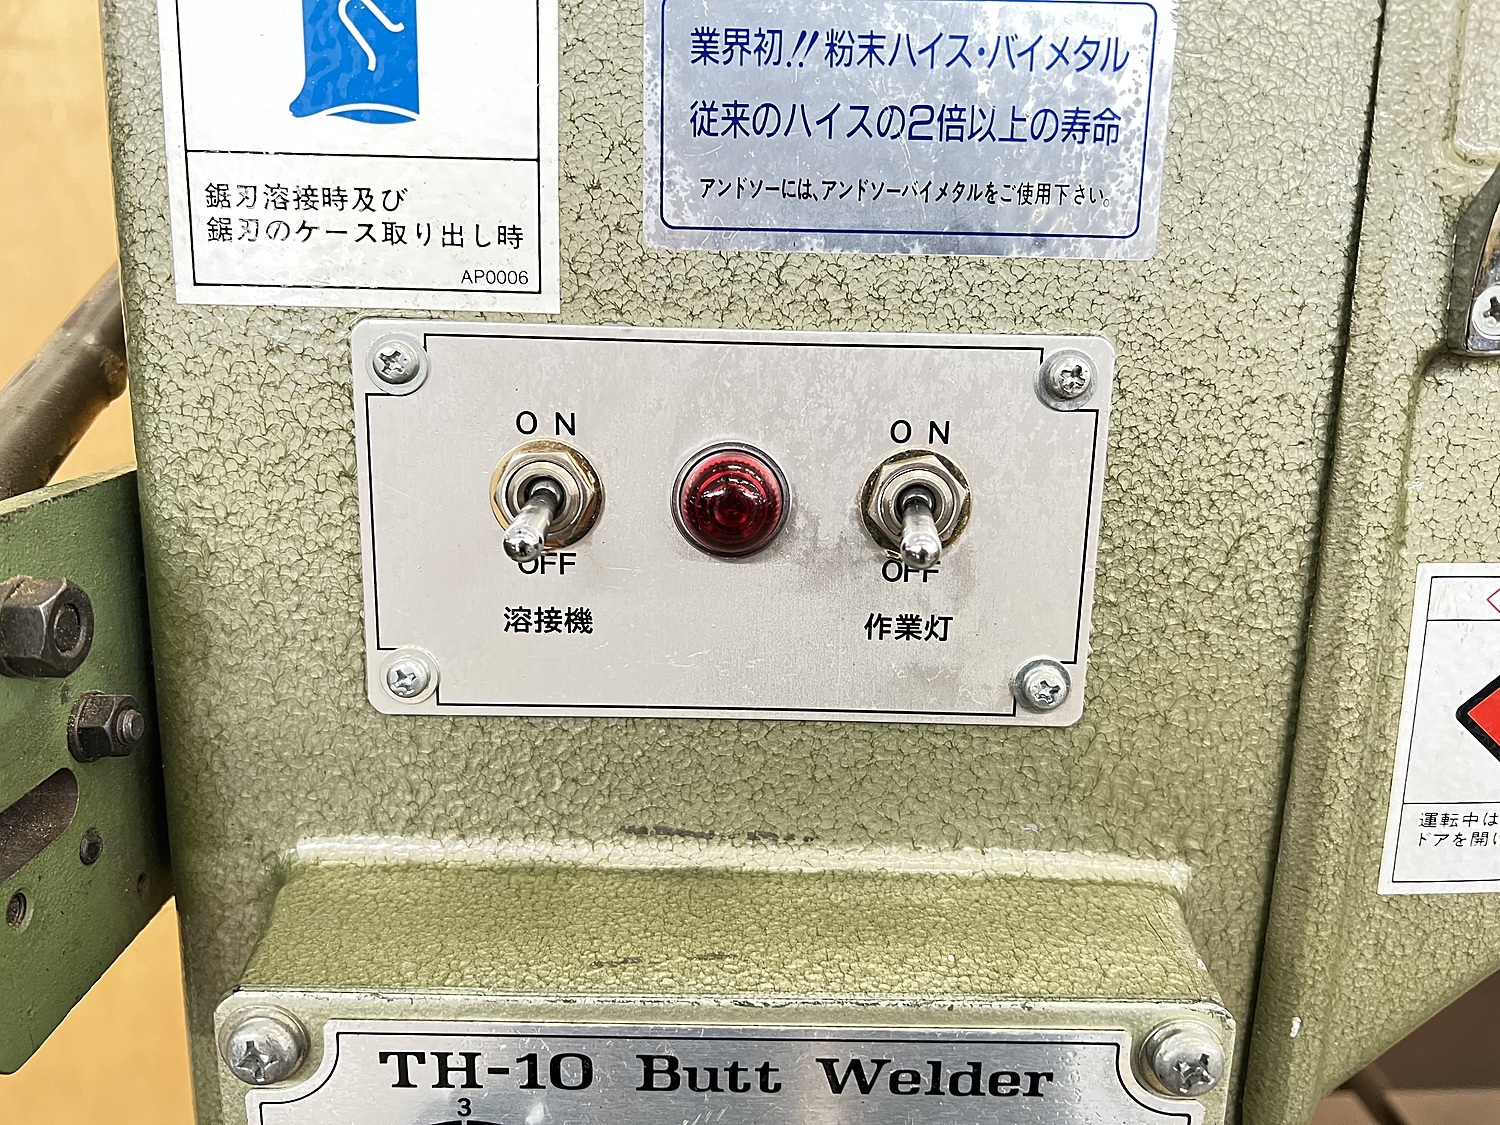 鋸刃溶接時及び
鋸刃のケース取り出し時
AP0006
業界初!!粉末ハイス・バイメタル
従来のハイスの2倍以上の寿命
アンドソーには、アンドソーバイメタルをご使用下さい。
ON
OFF
溶接機
ON
OFF
作業灯
運転中は
ドアを開け
TH-10 Butt Welder
3